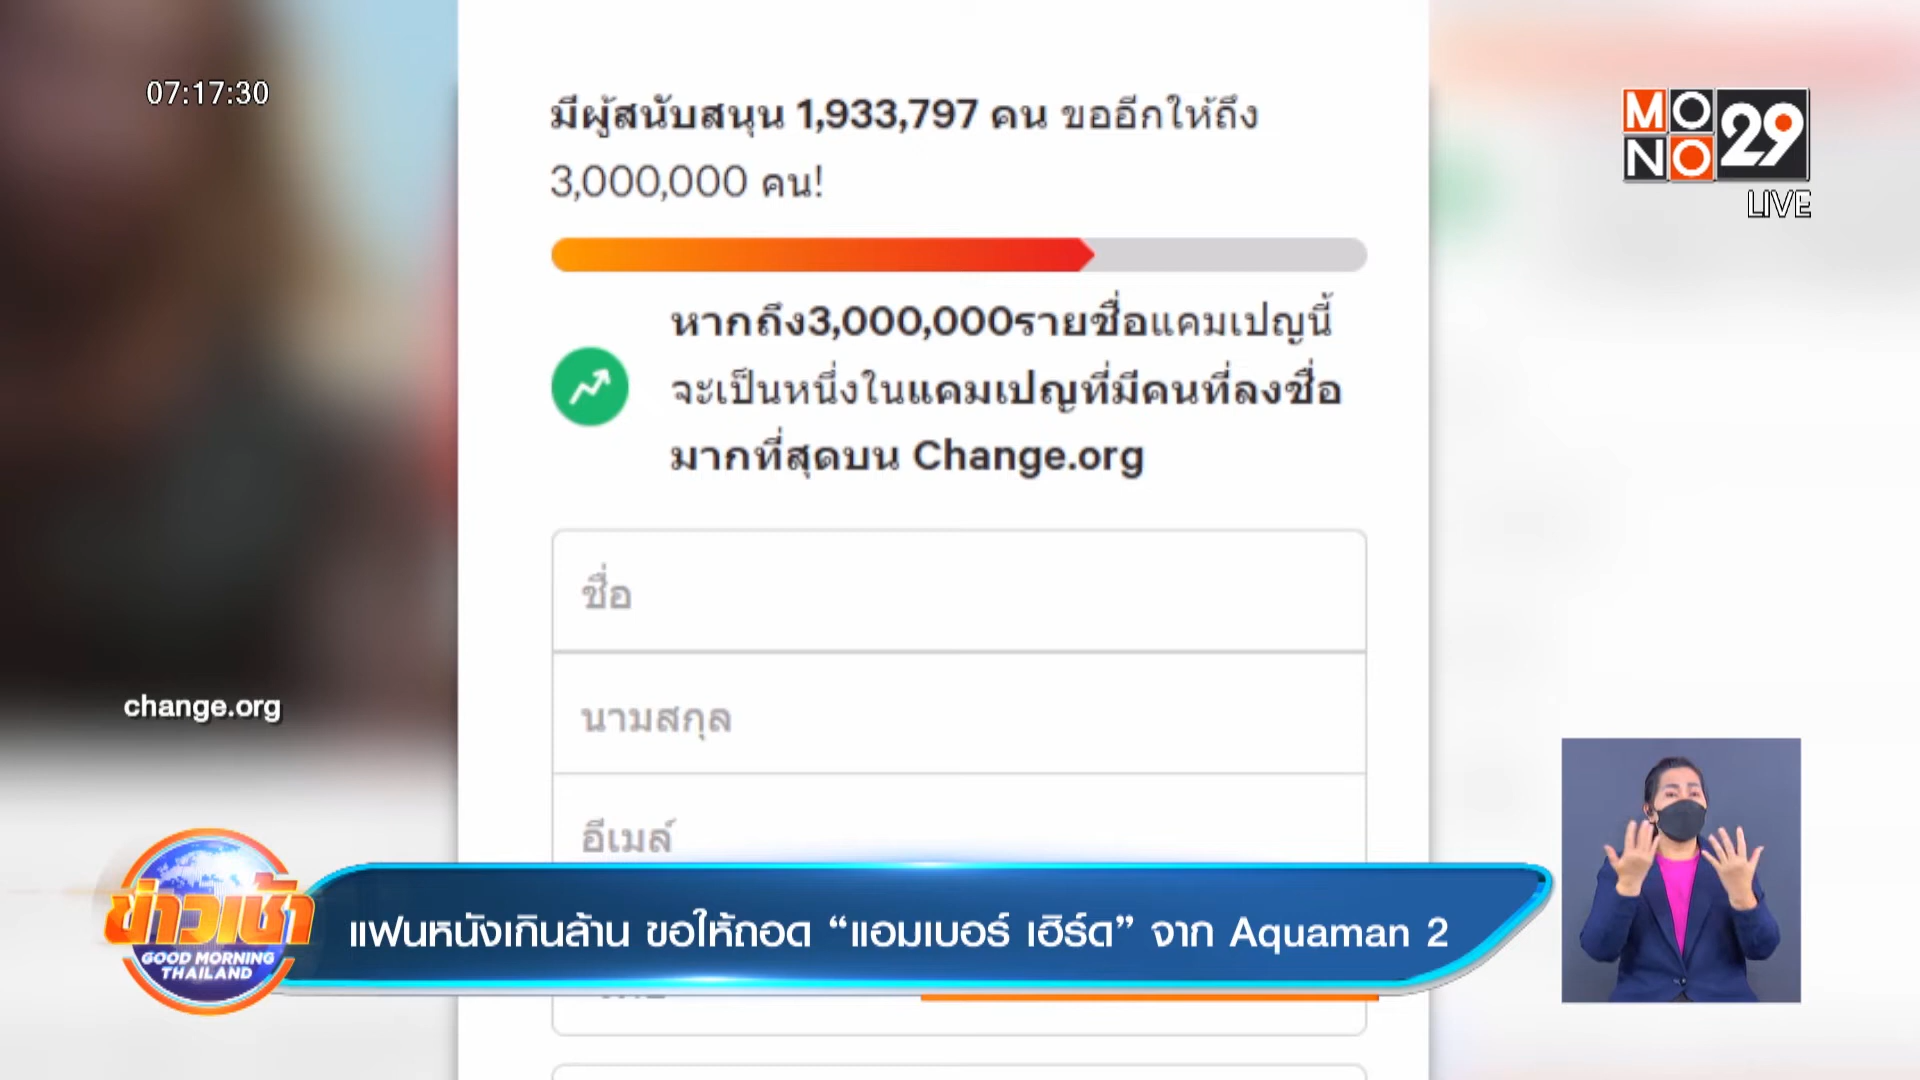 07:17:30
MONO 29
LIVE
มีผู้สนับสนุน 1,933,797 คน ขออีกให้ถึง
3,000,000 คน!
หากถึง3,000,000รายชื่อแคมเปญนี้
จะเป็นหนึ่งในแคมเปญที่มีคนที่ลงชื่อ
มากที่สุดบน Change.org
ชื่อ
นามสกุล
change.org
อีเมล์
ข่าวเช้า
GOOD MORNING
THAILAND
แฟนหนังเกินล้าน ขอให้ถอด “แอมเบอร์ เฮิร์ด” จาก Aquaman 2